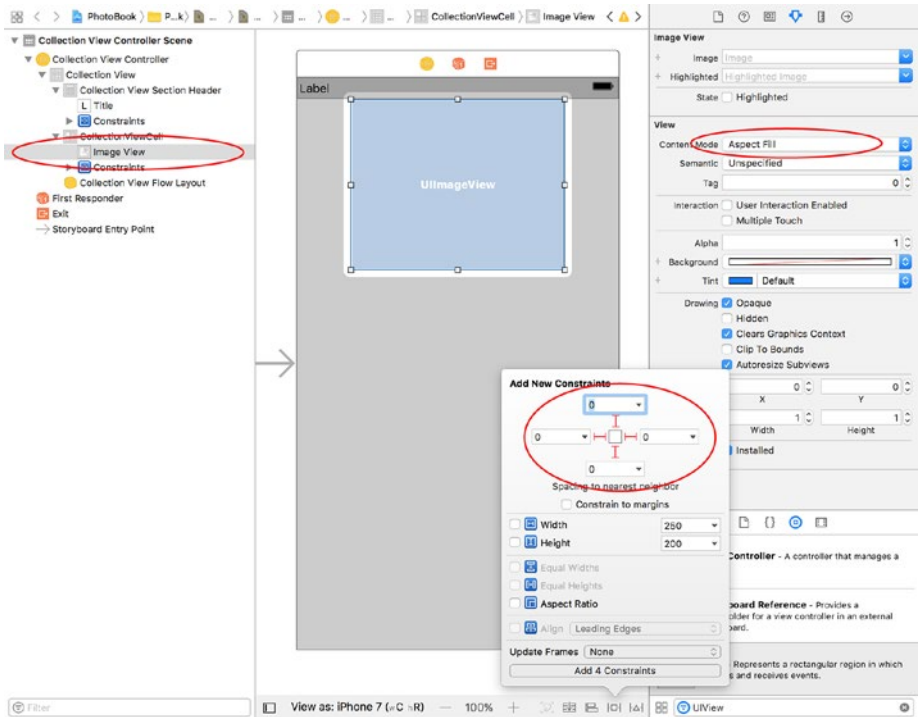 PhotoBook
P...k)
CollectionViewCell
Image View
Collection View Controller Scene
Collection View Controller
Collection View
Collection View Section Header
L Title
Constraints
CollectionViewCell
Image View
Constraints
Collection View Flow Layout
First Responder
Exit
Storyboard Entry Point
Filter
Label
UIImageView
Add New Constraints
0
0
0
0
Spacing to nearest neighbor
Constrain to margins
Width 250
Height 200
Equal Widths
Equal Heights
Aspect Ratio
Align Leading Edges
Update Frames None
Add 4 Constraints
View as: iPhone 7 (wC hR) — 100% +
Image View
Image Image
Highlighted Highlighted Image
State Highlighted
View
Content Mode Aspect Fill
Semantic Unspecified
Tag 0
Interaction User Interaction Enabled
Multiple Touch
Alpha 1
Background
Tint Default
Drawing Opaque
Hidden
Clears Graphics Context
Clip To Bounds
Autoresize Subviews
0 0
X Y
1 1
Width Height
Installed
{}
Controller - A controller that manages a
board Reference - Provides a
older for a view controller in an external
oard.
- Represents a rectangular region in which
s and receives events.
UIView